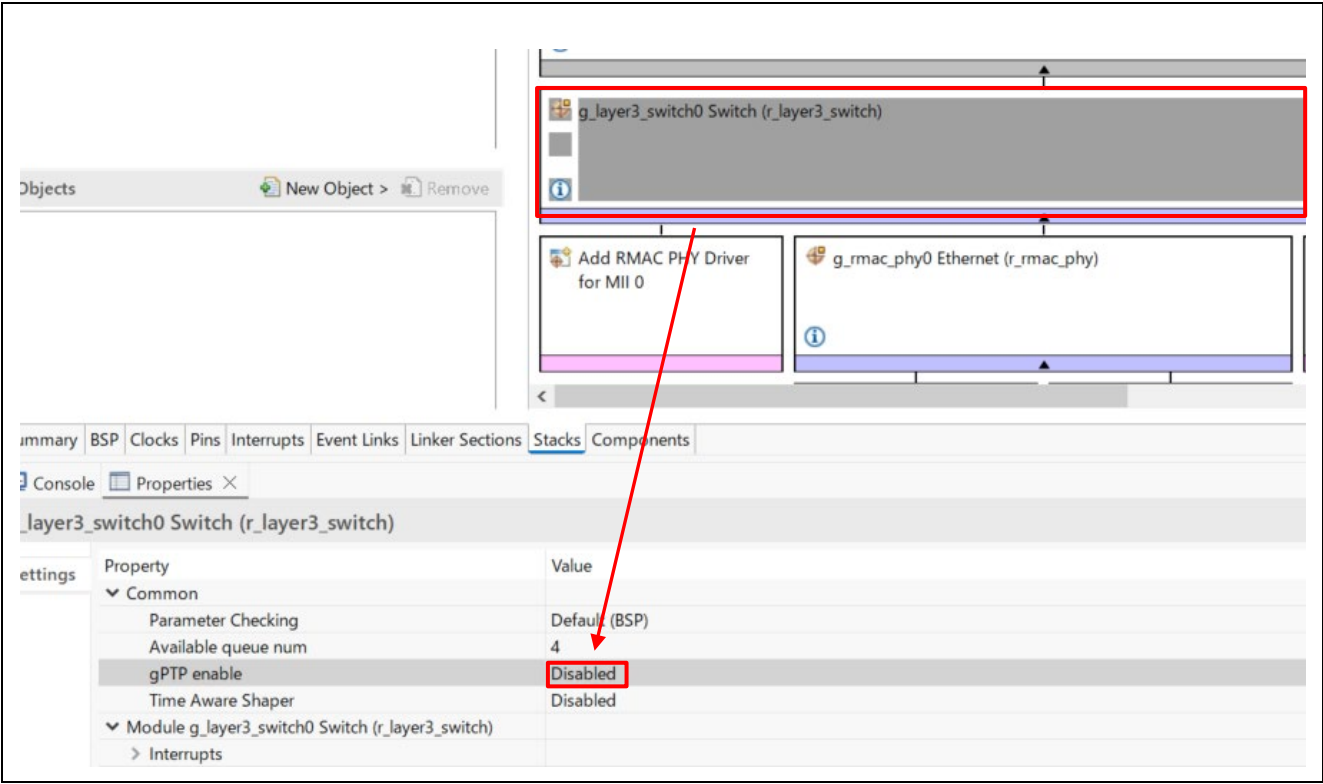 g_layer3_switch0 Switch (r_layer3_switch)
Objects New Object > Remove
Add RMAC PHY Driver
for MII 0
g_rmac_phy0 Ethernet (r_rmac_phy)
ummary BSP Clocks Pins Interrupts Event Links Linker Sections Stacks Components
Console Properties
_layer3_switch0 Switch (r_layer3_switch)
ettings
Property Value
Common
Parameter Checking Default (BSP)
Available queue num 4
gPTP enable Disabled
Time Aware Shaper Disabled
Module g_layer3_switch0 Switch (r_layer3_switch)
Interrupts